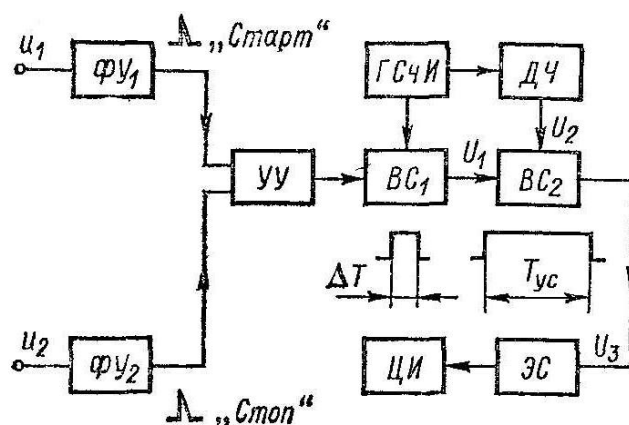 u₁
ФУ₁
„Старт“
ГСчИ
ДЧ
УУ
ВС₁
U₁
U₂
ВС₂
ΔT
Tус
u₂
ФУ₂
„Стоп“
ЦИ
ЭС
U₃